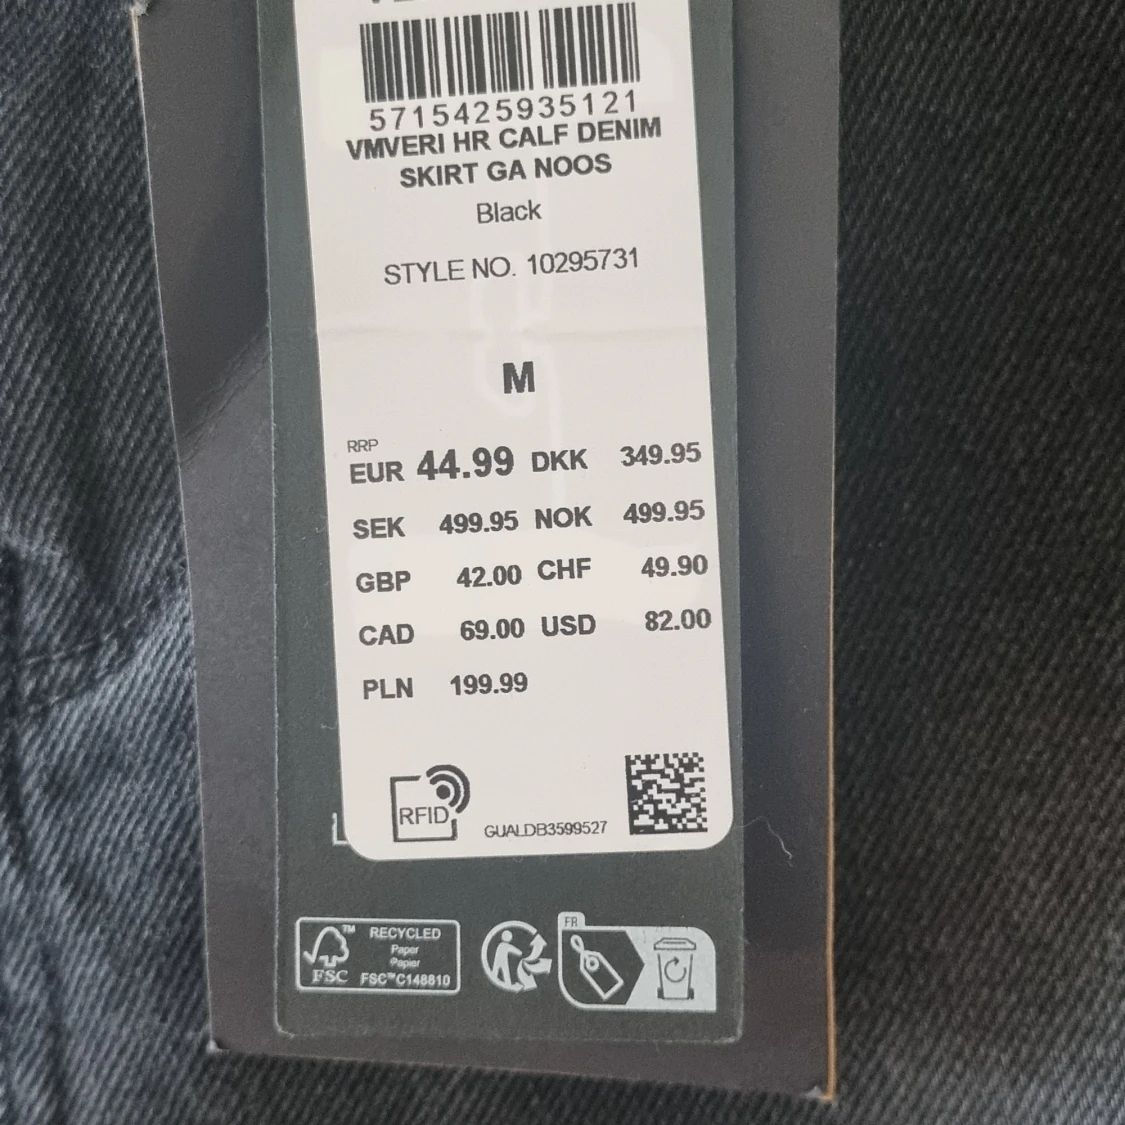 5715425935121
VMVERI HR CALF DENIM
SKIRT GA NOOS
Black
STYLE NO. 10295731
M
RRP
EUR 44.99 DKK 349.95
SEK 499.95 NOK 499.95
GBP 42.00 CHF 49.90
CAD 69.00 USD 82.00
PLN 199.99
RFID
GUALDB3599527
FSC
TM
RECYCLED
Paper
Papier
FSC™C148810
FR